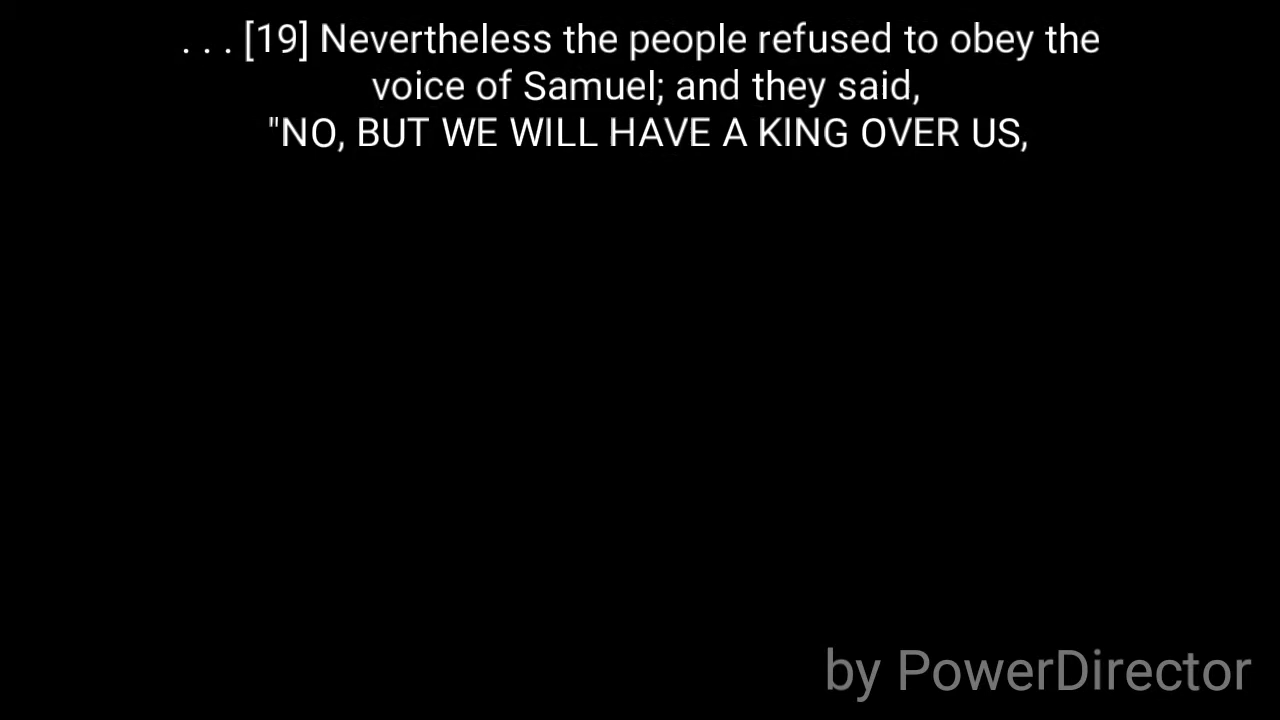 . . . [19] Nevertheless the people refused to obey the
voice of Samuel; and they said,
"NO, BUT WE WILL HAVE A KING OVER US,
by PowerDirector